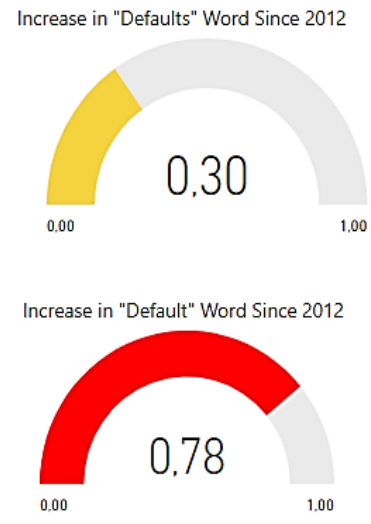 Increase in "Defaults" Word Since 2012
0,30
0,00 1,00
Increase in "Default" Word Since 2012
0,78
0,00 1,00